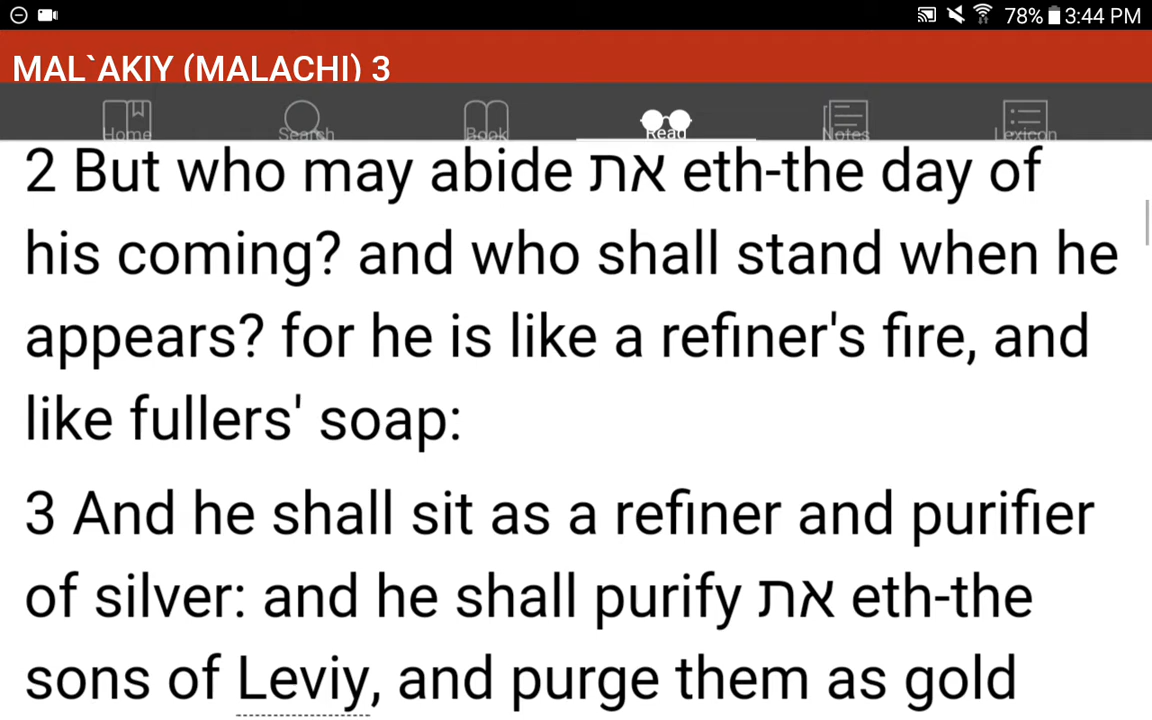 78% 3:44 PM
MAL`AKIY (MALACHI) 3
Home Search Book Read Notes Lexicon
2 But who may abide את eth-the day of
his coming? and who shall stand when he
appears? for he is like a refiner's fire, and
like fullers' soap:
3 And he shall sit as a refiner and purifier
of silver: and he shall purify את eth-the
sons of Leviy, and purge them as gold